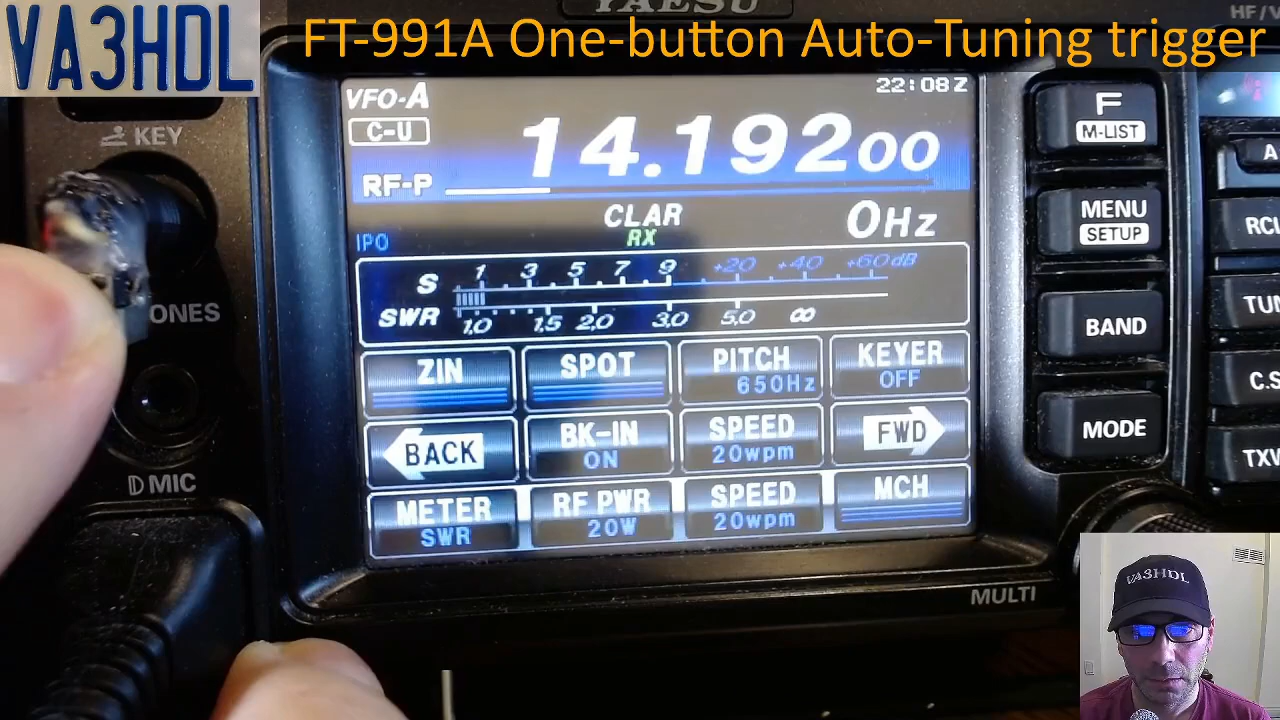 VA3HDL
FT-991A One-button Auto-Tuning trigger
YAESU
HF/V
VFO-A
22:08Z
C-U
14.19200
RF-P
CLAR
RX
0Hz
IPO
S 1 3 5 7 9 +20 +40 +60dB
SWR 1.0 1.5 2.0 3.0 5.0 ∞
ZIN
SPOT
PITCH
650Hz
KEYER
OFF
BACK
BK-IN
ON
SPEED
20wpm
FWD
METER
SWR
RF PWR
20W
SPEED
20wpm
MCH
KEY
ONES
MIC
F
M-LIST
MENU
SETUP
BAND
MODE
A
RCL
TUN
C.S
TXW
MULTI
VA3HDL